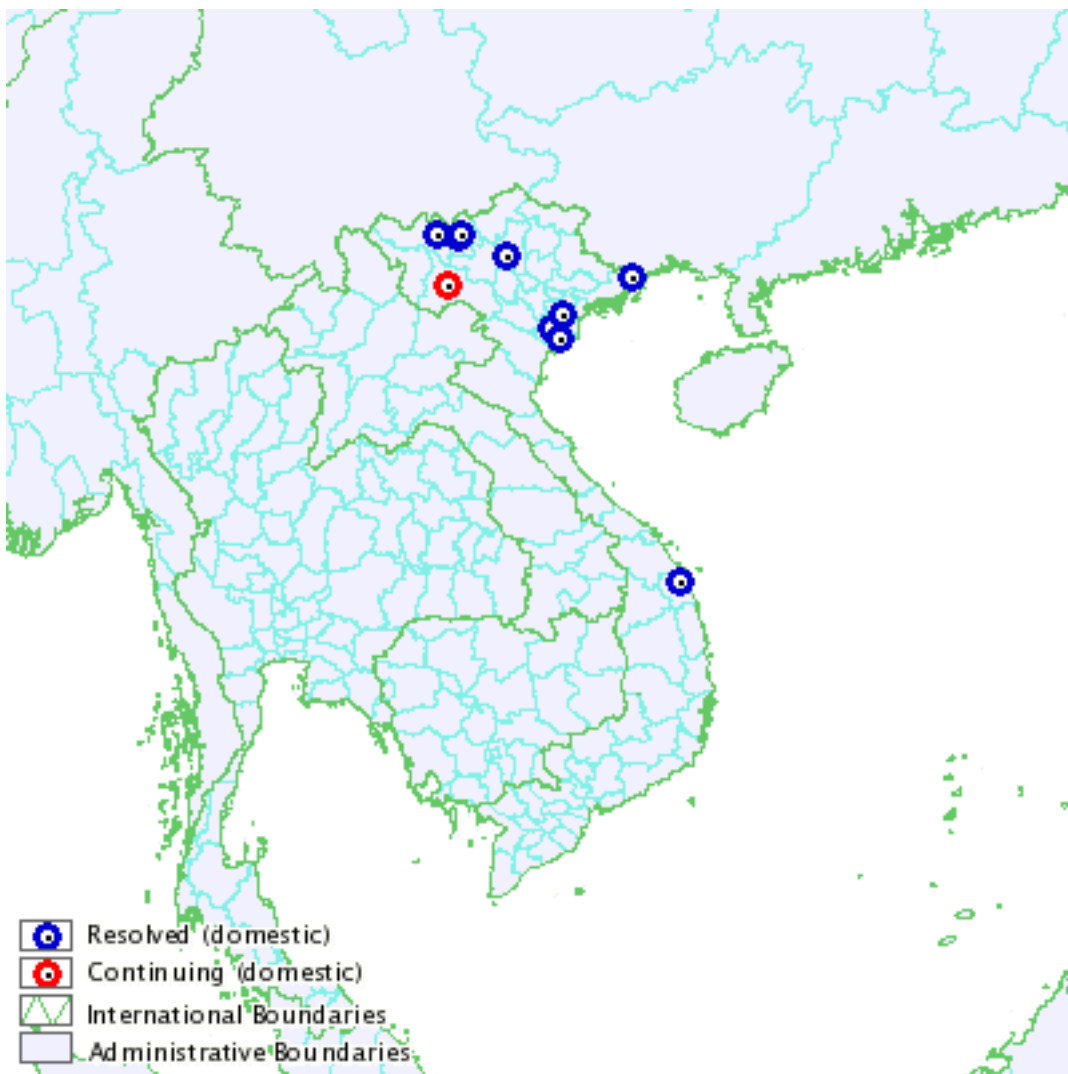 Resolved (domestic)
Continuing (domestic)
International Boundaries
Administrative Boundaries